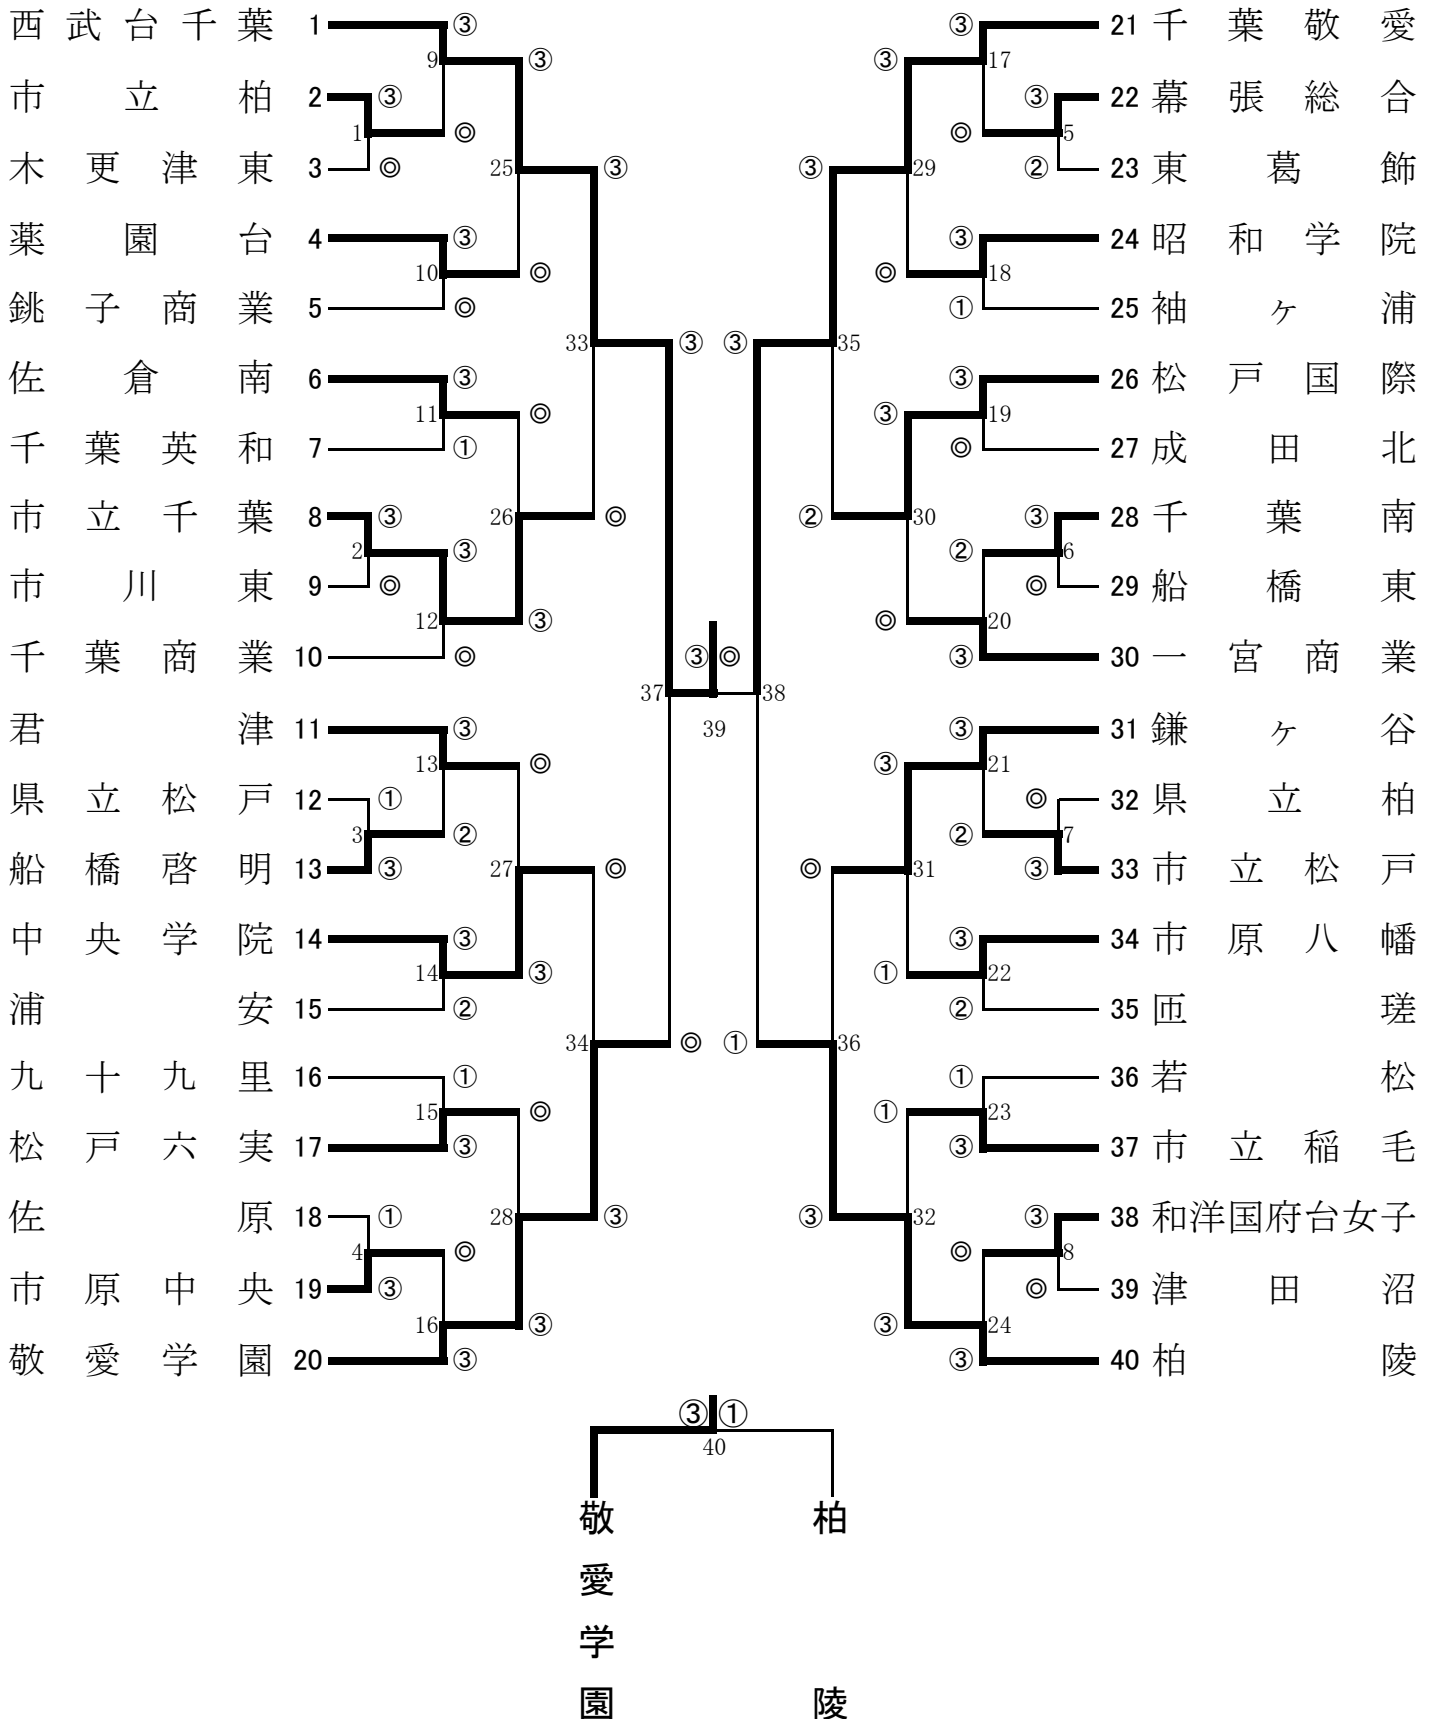 西武台千葉 1 ③ ③ 21 千葉敬愛
9 ③ ③ 17
市立柏 2 ③ ③ 22 幕張総合
1 ◎ ◎ 5
木更津東 3 ◎ 25 ③ ③ 29 ② 23 東葛飾
薬園台 4 ③ ③ 24 昭和学院
10 ◎ ◎ 18
銚子商業 5 ◎ ① 25 袖ヶ浦
33 ③ ③ 35
佐倉南 6 ③ ③ 26 松戸国際
11 ◎ ③ 19
千葉英和 7 ① ◎ 27 成田北
市立千葉 8 ③ 26 ◎ ② 30 ③ 28 千葉南
2 ③ ② 6
市川東 9 ◎ ◎ 29 船橋東
12 ③ ◎ 20
千葉商業 10 ◎ ③ ◎ ③ 30 一宮商業
37 38
君津 11 ③ 39 ③ 31 鎌ヶ谷
13 ◎ ③ 21
県立松戸 12 ① ◎ 32 県立柏
3 ② ② 7
船橋啓明 13 ③ 27 ◎ ◎ 31 ③ 33 市立松戸
中央学院 14 ③ ③ 34 市原八幡
14 ③ ① 22
浦安 15 ② ② 35 匝瑳
34 ◎ ① 36
九十九里 16 ① ① 36 若松
15 ◎ ① 23
松戸六実 17 ③ ③ 37 市立稲毛
佐原 18 ① 28 ③ ③ 32 ③ 38 和洋国府台女子
4 ◎ ◎ 8
市原中央 19 ③ ◎ 39 津田沼
16 ③ ③ 24
敬愛学園 20 ③ ③ 40 柏陵
③ ①
40
敬愛学園 柏陵